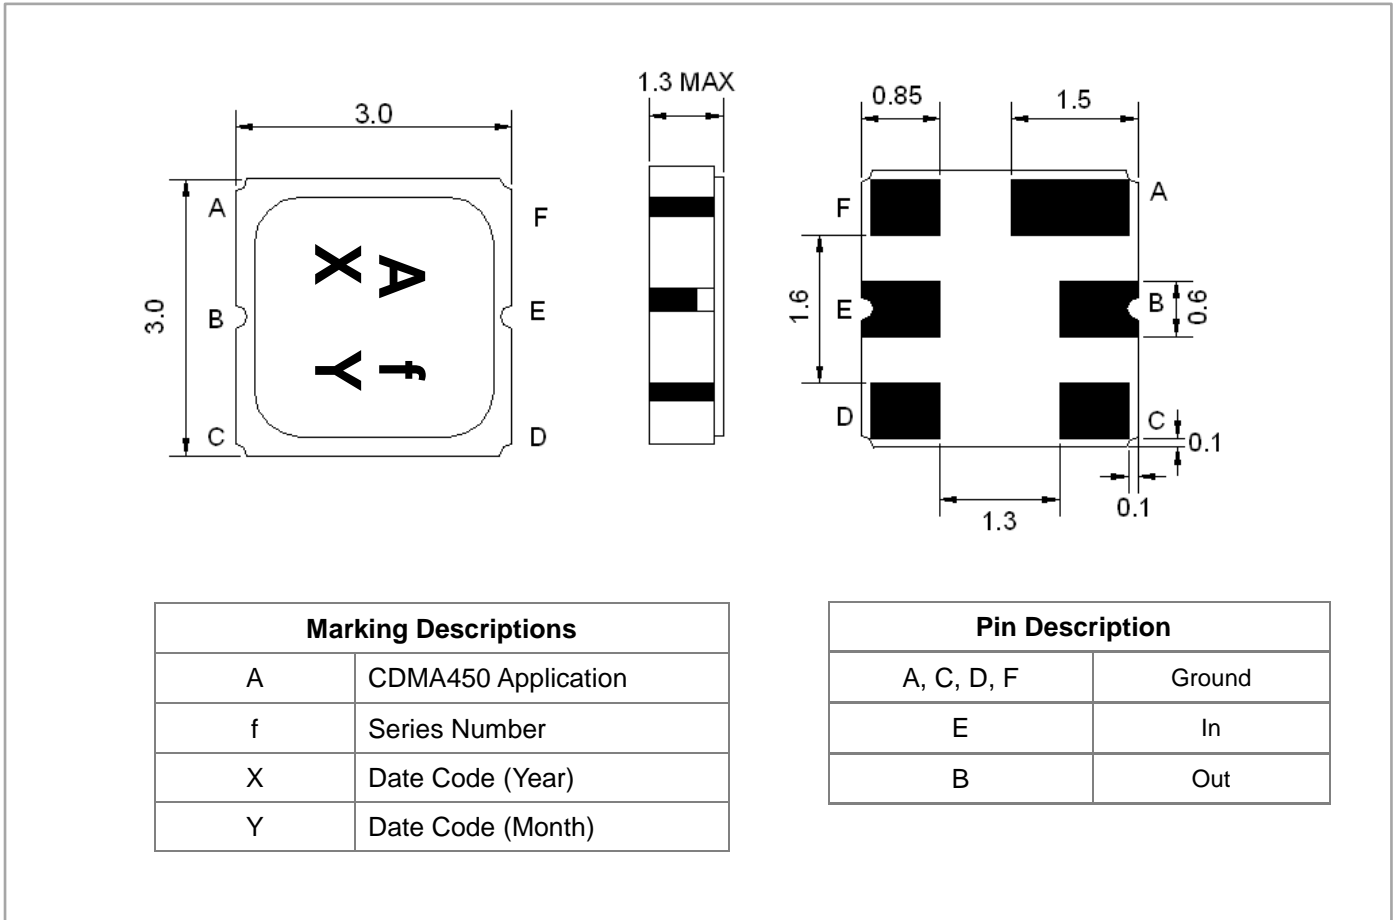 1.3 MAX
3.0
0.85
1.5
A
F
F
A
A
X
3.0
B
E
1.6
E
B
0.6
f
Y
C
D
D
C
0.1
0.1
1.3
Marking Descriptions
A CDMA450 Application
f Series Number
X Date Code (Year)
Y Date Code (Month)
Pin Description
A, C, D, F Ground
E In
B Out